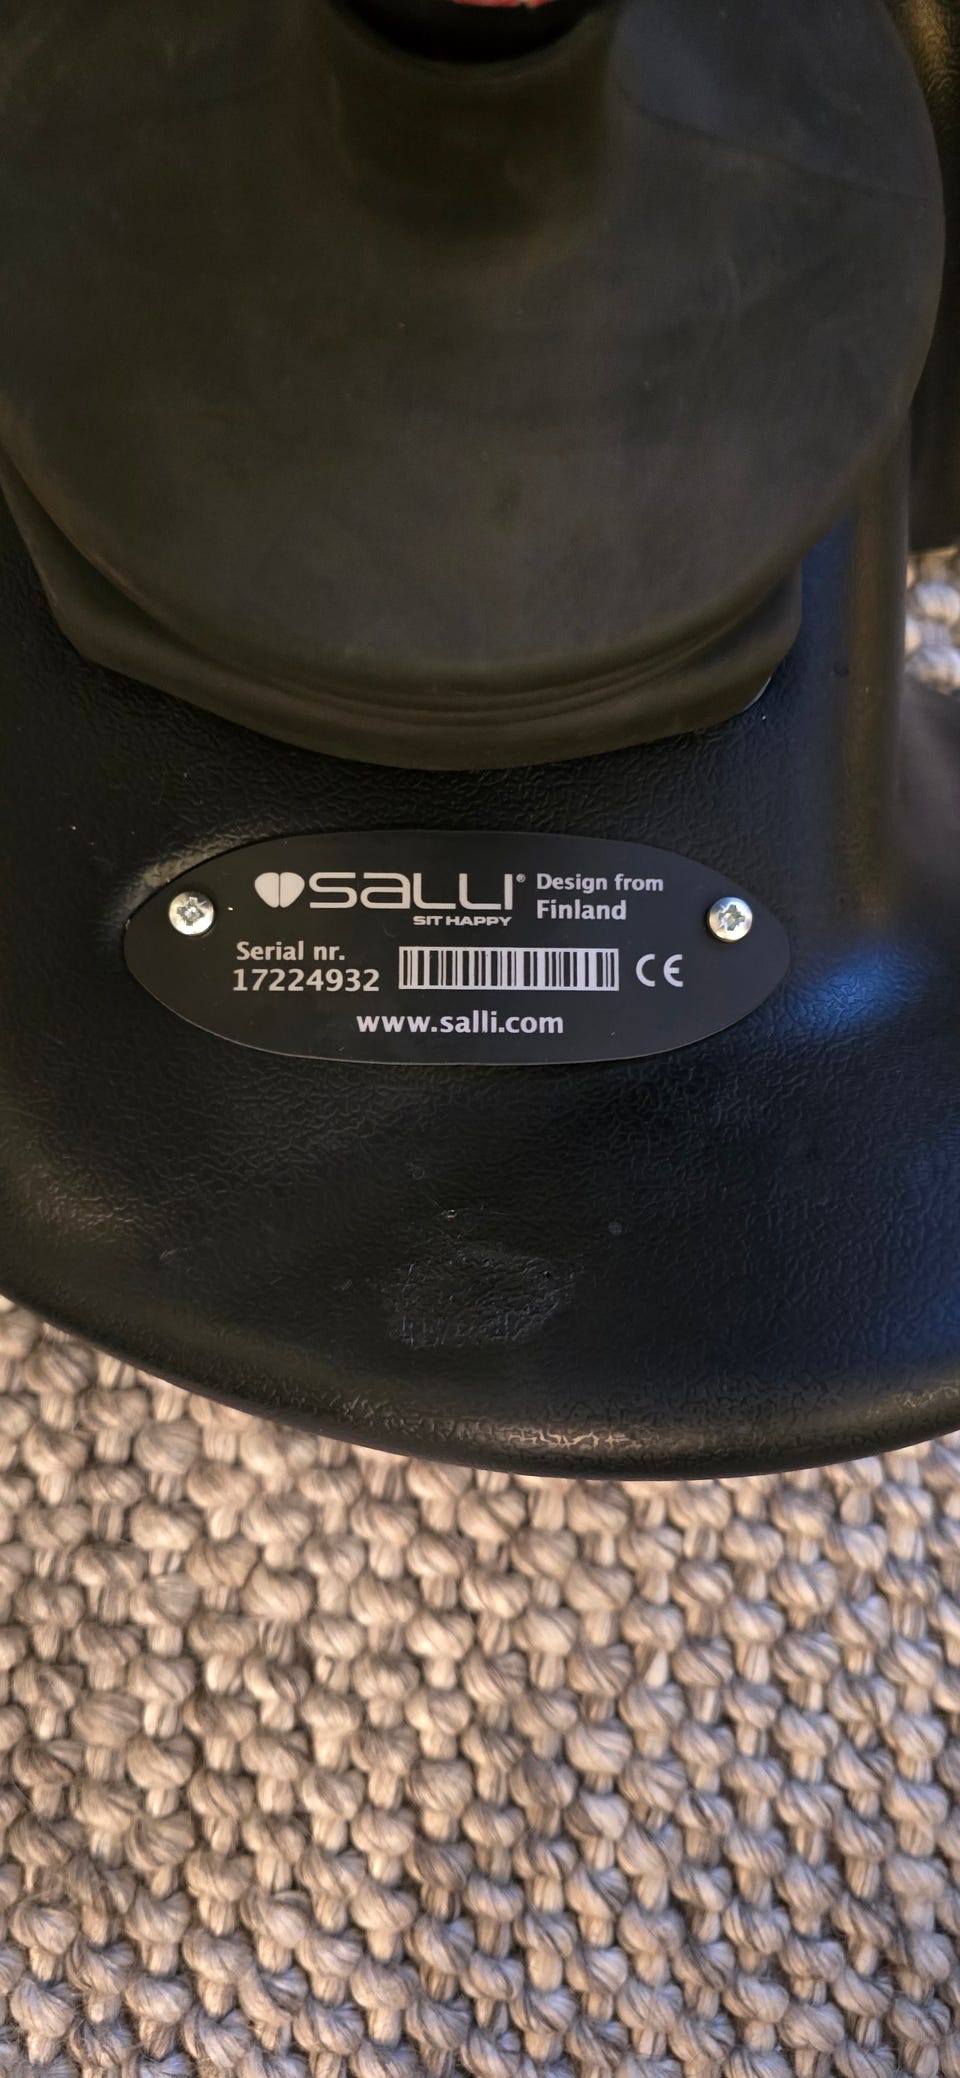 SALLI® Design from
SIT HAPPY Finland
Serial nr.
17224932 CE
www.salli.com